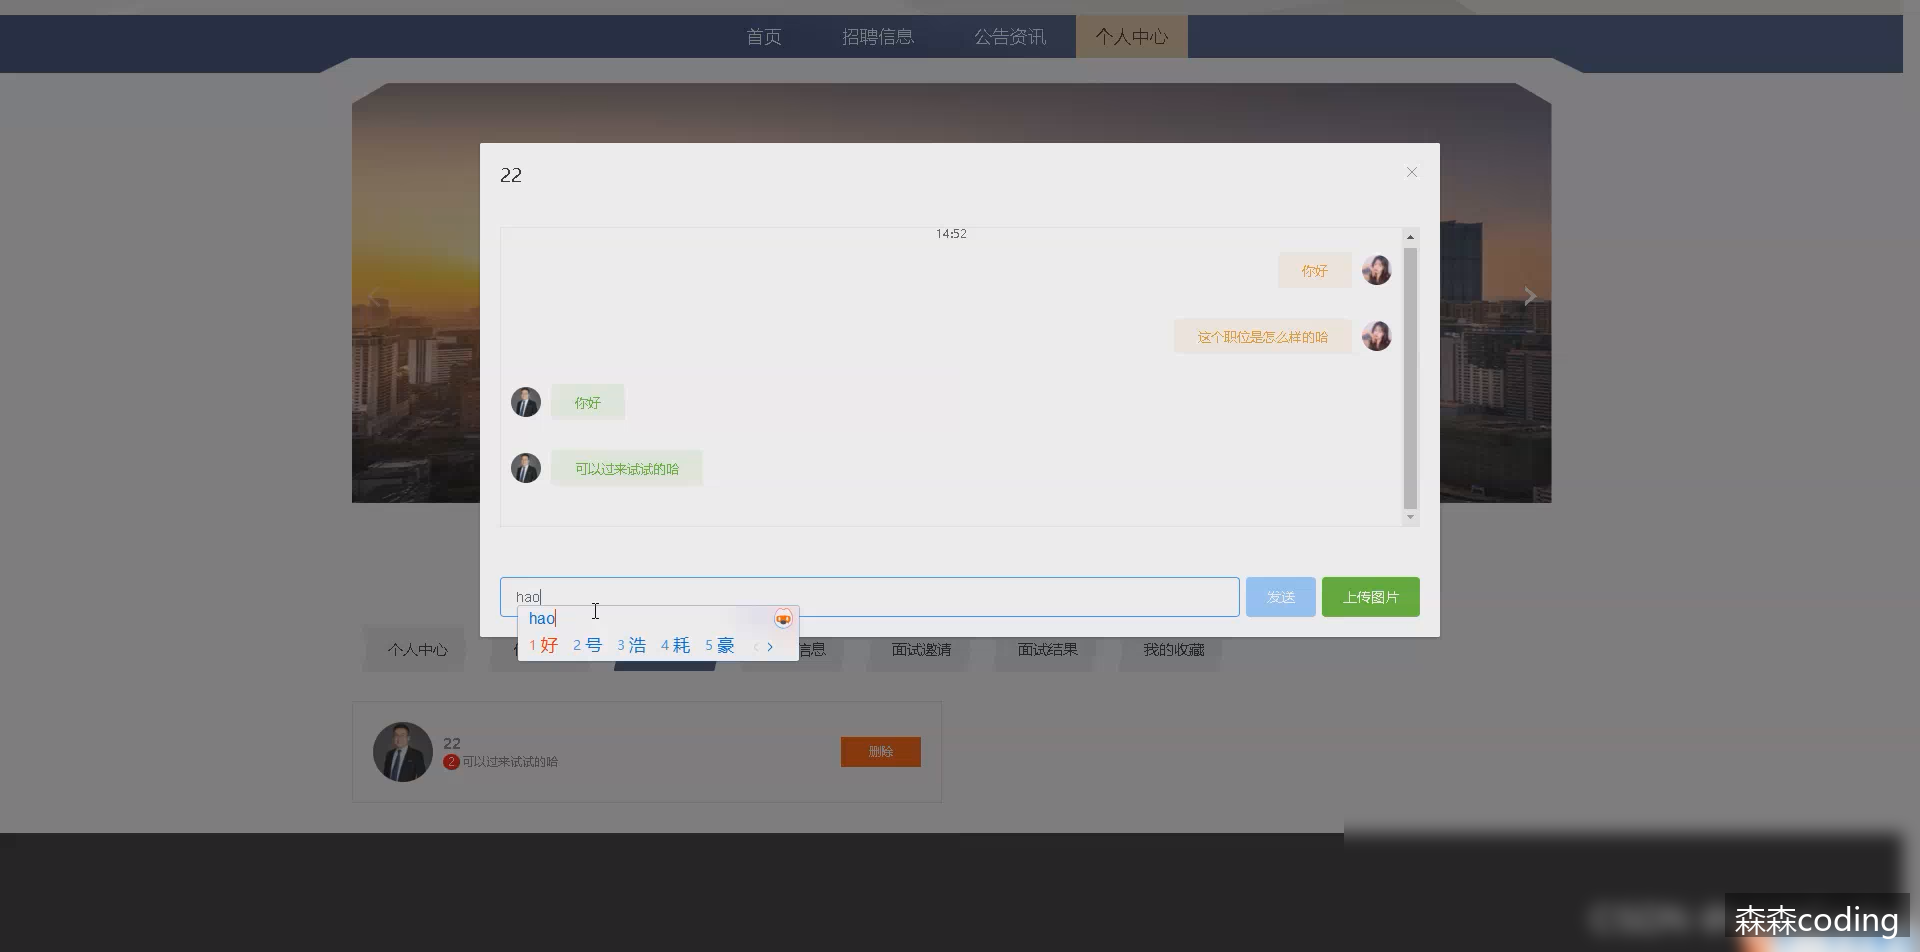 首页 招聘信息 公告资讯 个人中心
22
14:52
你好
这个职位是怎么样的哈
你好
可以过来试试的哈
hao 发送 上传图片
hao
1 好 2 号 3 浩 4 耗 5 豪
个人中心 信息 面试邀请 面试结果 我的收藏
22
2 可以过来试试的哈
删除
森森coding